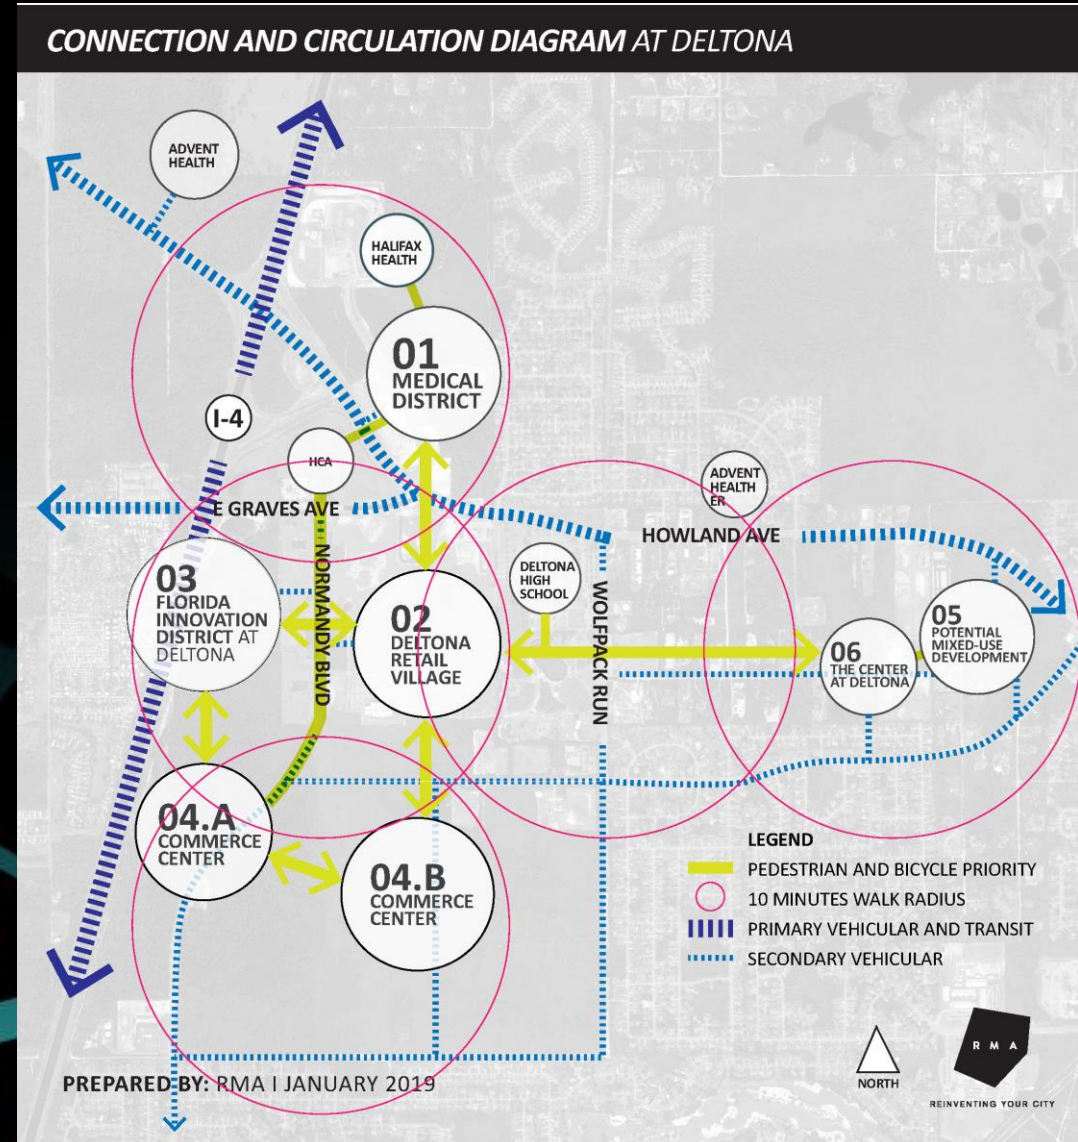 CONNECTION AND CIRCULATION DIAGRAM AT DELTONA
ADVENT
HEALTH
HALIFAX
HEALTH
01
MEDICAL
DISTRICT
I-4
HCA
E GRAVES AVE
ADVENT
HEALTH
ER
HOWLAND AVE
NORMANDY BLVD
DELTONA
HIGH
SCHOOL
WOLFPACK RUN
03
FLORIDA
INNOVATION
DISTRICT AT
DELTONA
02
DELTONA
RETAIL
VILLAGE
05
POTENTIAL
MIXED-USE
DEVELOPMENT
06
THE CENTER
AT DELTONA
04.A
COMMERCE
CENTER
04.B
COMMERCE
CENTER
LEGEND
PEDESTRIAN AND BICYCLE PRIORITY
10 MINUTES WALK RADIUS
PRIMARY VEHICULAR AND TRANSIT
SECONDARY VEHICULAR
PREPARED BY: RMA I JANUARY 2019
NORTH
RMA
REINVENTING YOUR CITY